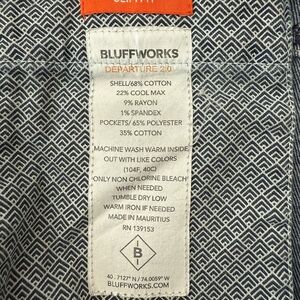 SLIM FIT
BLUFFWORKS
DEPARTURE 2.0
SHELL/68% COTTON
22% COOL MAX
9% RAYON
1% SPANDEX
POCKETS/ 65% POLYESTER
35% COTTON
MACHINE WASH WARM INSIDE
OUT WITH LIKE COLORS
(104F, 40C)
ONLY NON CHLORINE BLEACH
WHEN NEEDED
TUMBLE DRY LOW
WARM IRON IF NEEDED
MADE IN MAURITIUS
RN 139153
B
40.7127° N / 74.0059° W
BLUFFWORKS.COM